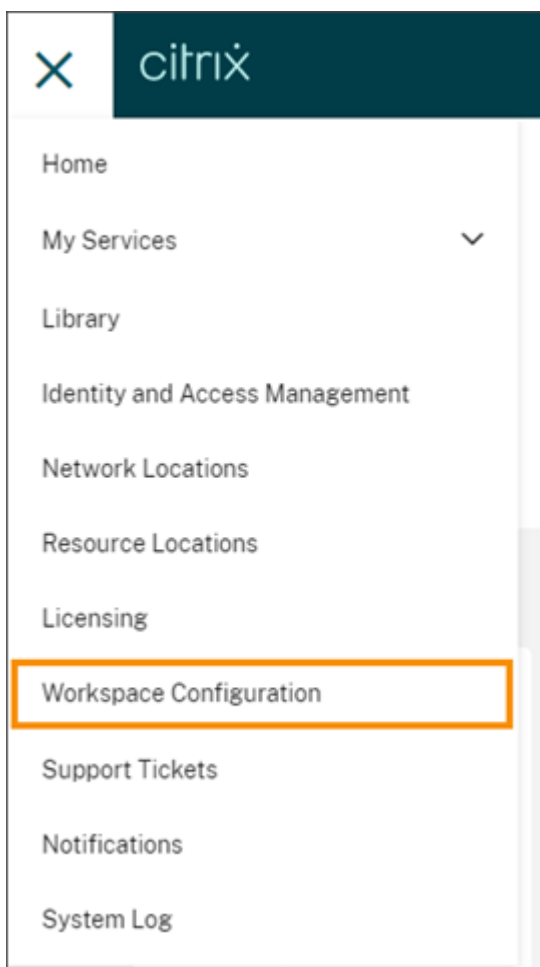 citrix
Home
My Services
Library
Identity and Access Management
Network Locations
Resource Locations
Licensing
Workspace Configuration
Support Tickets
Notifications
System Log